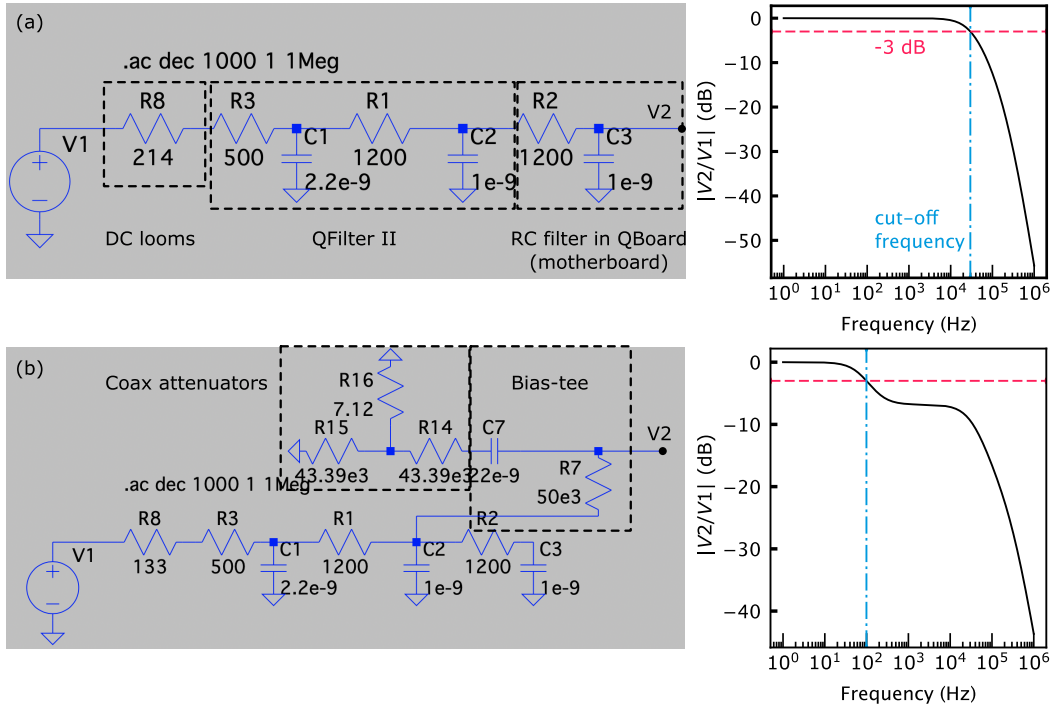 (a)
.ac dec 1000 1 1Meg
R8
R3
R1
R2
V2
V1
C1
C2
C3
214
500
1200
1200
2.2e-9
1e-9
1e-9
DC looms
QFilter II
RC filter in QBoard
(motherboard)
|V2/V1| (dB)
0
−10
−20
−30
−40
−50
-3 dB
cut-off
frequency
10⁰ 10¹ 10² 10³ 10⁴ 10⁵ 10⁶
Frequency (Hz)
(b)
Coax attenuators
Bias-tee
R16
7.12
R15
R14
C7
V2
43.39e3
43.39e3
22e-9
R7
50e3
.ac dec 1000 1 1Meg
R8
R3
R1
R2
V1
C1
C2
C3
133
500
1200
1200
2.2e-9
1e-9
1e-9
|V2/V1| (dB)
0
−10
−20
−30
−40
10⁰ 10¹ 10² 10³ 10⁴ 10⁵ 10⁶
Frequency (Hz)